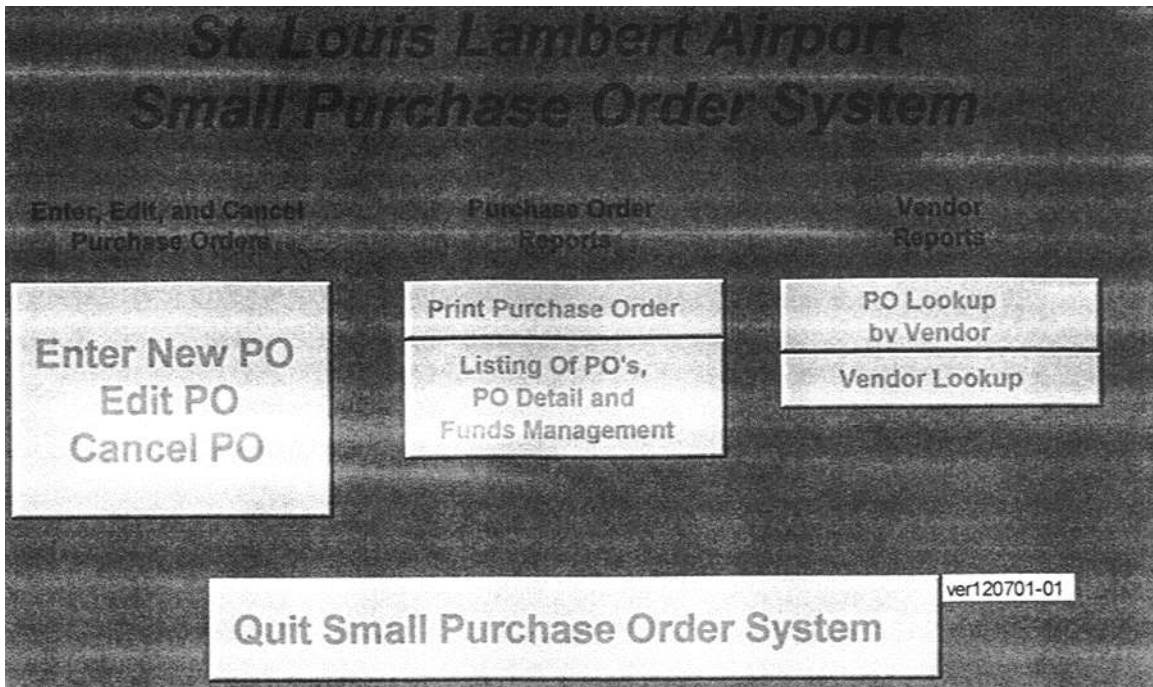 St. Louis Lambert Airport
Small Purchase Order System
Enter, Edit, and Cancel
Purchase Orders
Purchase Order
Reports
Vendor
Reports
Enter New PO
Edit PO
Cancel PO
Print Purchase Order
Listing Of PO's,
PO Detail and
Funds Management
PO Lookup
by Vendor
Vendor Lookup
ver120701-01
Quit Small Purchase Order System